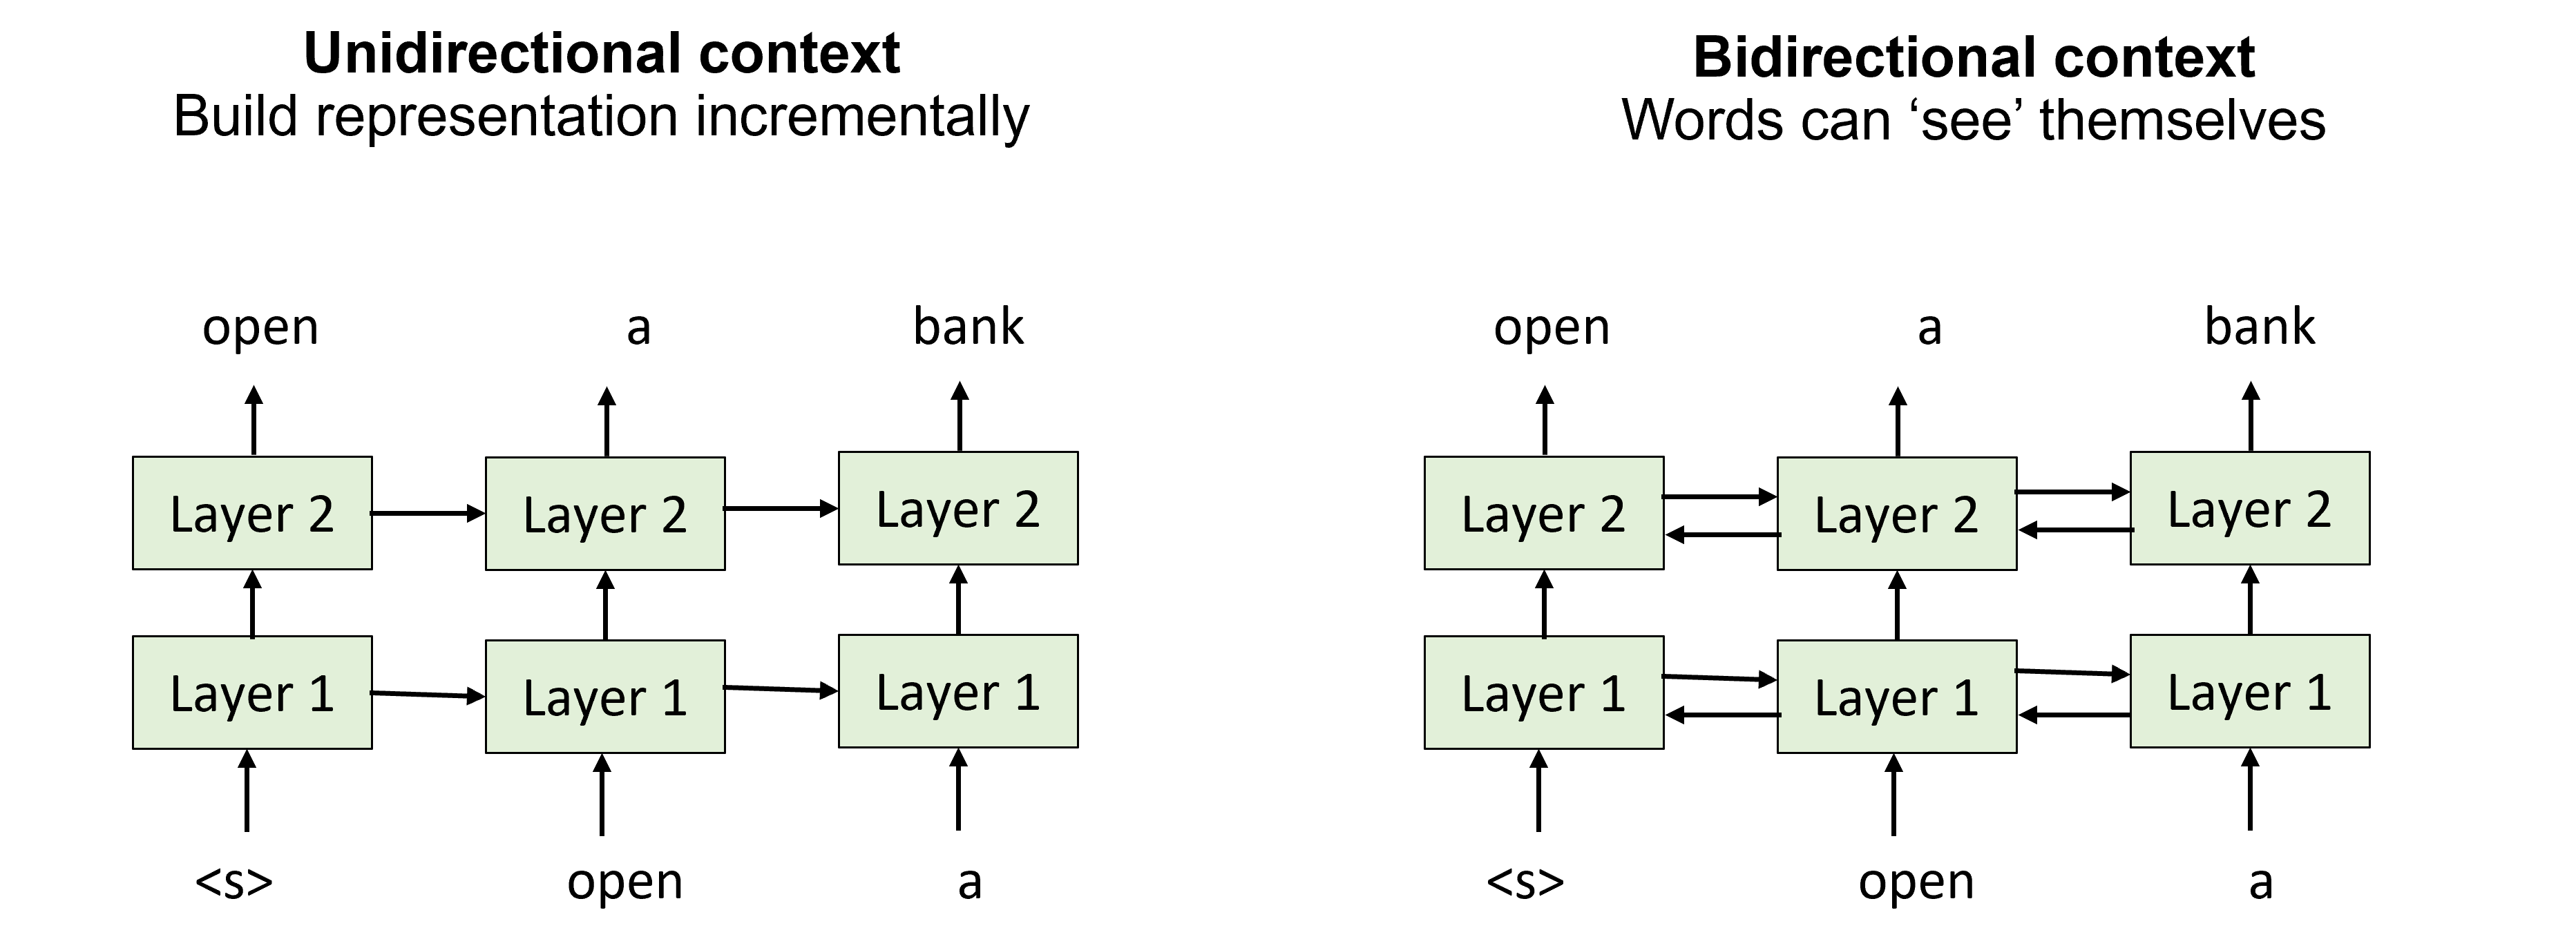 Unidirectional context
Build representation incrementally
open a bank
Layer 2 Layer 2 Layer 2
Layer 1 Layer 1 Layer 1
<s> open a
Bidirectional context
Words can ‘see’ themselves
open a bank
Layer 2 Layer 2 Layer 2
Layer 1 Layer 1 Layer 1
<s> open a